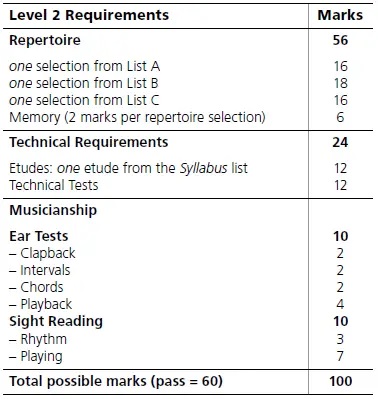 Level 2 Requirements Marks
Repertoire 56
one selection from List A 16
one selection from List B 18
one selection from List C 16
Memory (2 marks per repertoire selection) 6
Technical Requirements 24
Etudes: one etude from the Syllabus list 12
Technical Tests 12
Musicianship
Ear Tests 10
– Clapback 2
– Intervals 2
– Chords 2
– Playback 4
Sight Reading 10
– Rhythm 3
– Playing 7
Total possible marks (pass = 60) 100